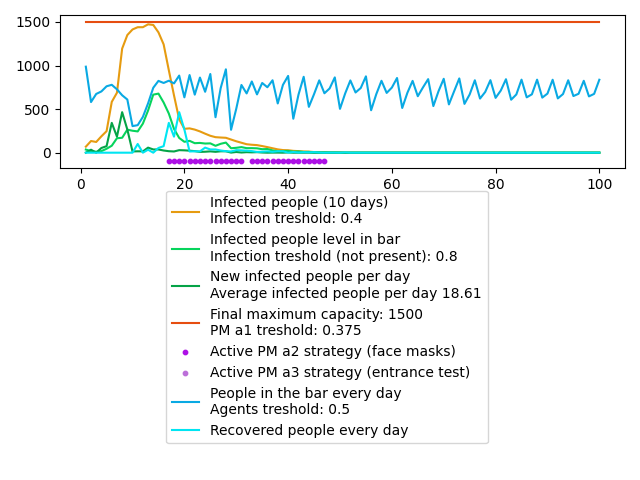 1500
1000
500
0
0 20 40 60 80 100
Infected people (10 days)
Infection treshold: 0.4
Infected people level in bar
Infection treshold (not present): 0.8
New infected people per day
Average infected people per day 18.61
Final maximum capacity: 1500
PM a1 treshold: 0.375
Active PM a2 strategy (face masks)
Active PM a3 strategy (entrance test)
People in the bar every day
Agents treshold: 0.5
Recovered people every day